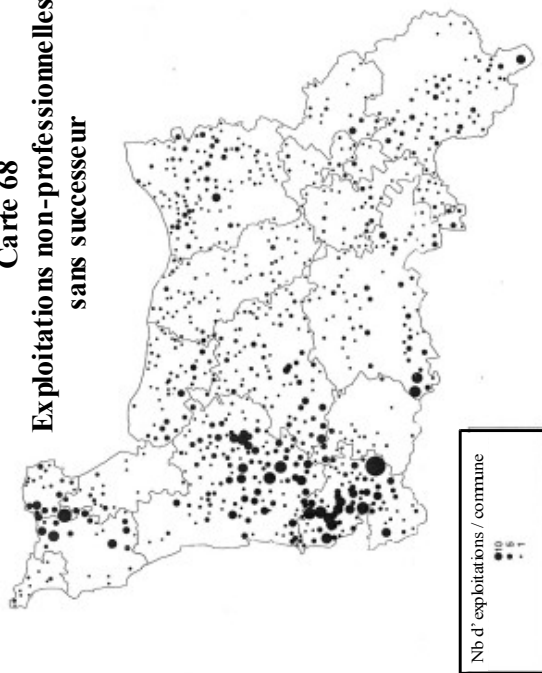 Carte 68
Exploitations non-professionnelles
sans successeur
Nb d' exploitations / commune
10
5
1